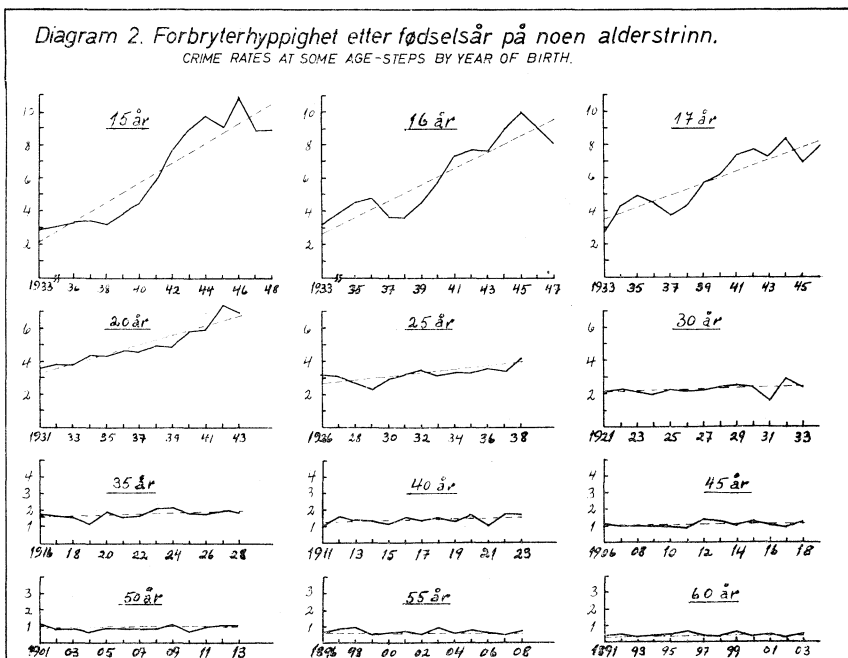 Diagram 2. Forbryterhyppighet etter fødselsår på noen alderstrinn.
CRIME RATES AT SOME AGE-STEPS BY YEAR OF BIRTH.
15 år
10
8
6
4
2
1933 36 38 40 42 44 46 48
16 år
10
8
6
4
2
1933 35 37 39 41 43 45 47
17 år
10
8
6
4
2
1933 35 37 39 41 43 45
20 år
6
4
2
1931 33 35 37 39 41 43
25 år
6
4
2
1926 28 30 32 34 36 38
30 år
6
4
2
1921 23 25 27 29 31 33
35 år
4
3
2
1
1916 18 20 22 24 26 28
40 år
4
3
2
1
1911 13 15 17 19 21 23
45 år
4
3
2
1
1906 08 10 12 14 16 18
50 år
3
2
1
1901 03 05 07 09 11 13
55 år
3
2
1
1896 98 00 02 04 06 08
60 år
3
2
1
1891 93 95 97 99 01 03